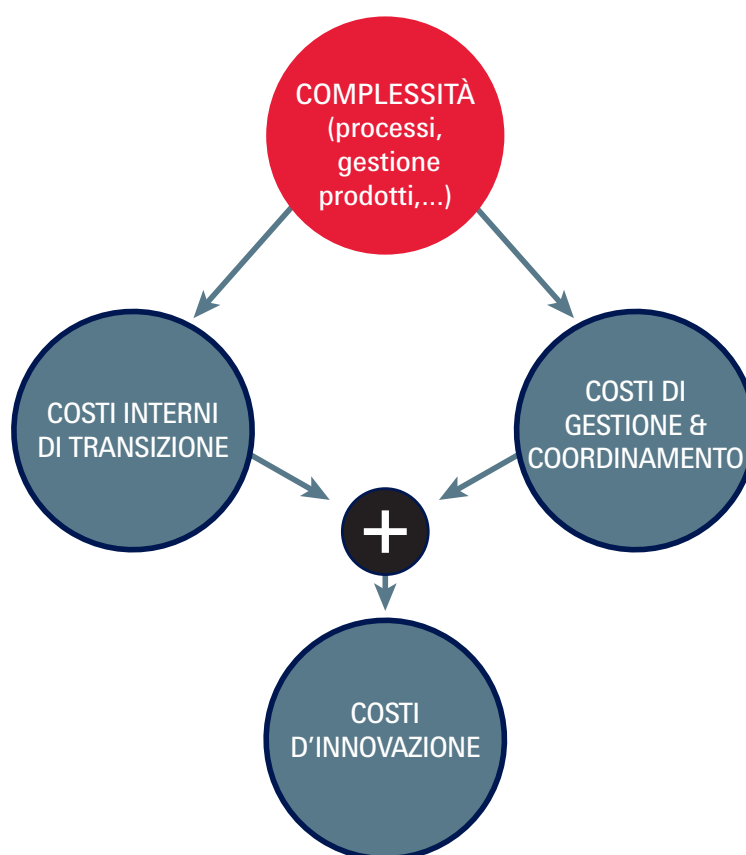 COMPLESSITÀ
(processi,
gestione
prodotti,...)
COSTI INTERNI
DI TRANSIZIONE
COSTI DI
GESTIONE &
COORDINAMENTO
+
COSTI
D'INNOVAZIONE